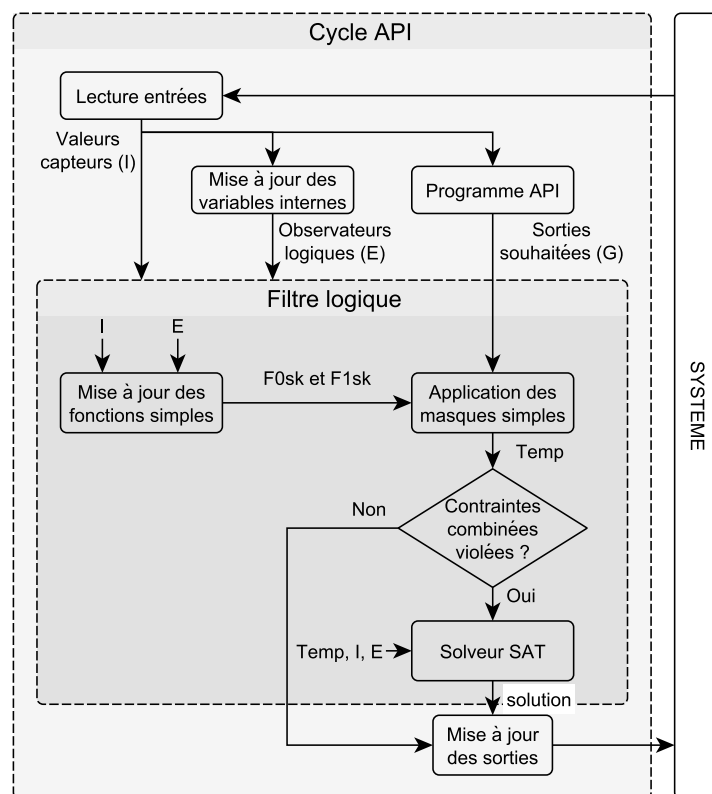 Cycle API
Lecture entrées
Valeurs
capteurs (I)
Mise à jour des
variables internes
Programme API
Observateurs
logiques (E)
Sorties
souhaitées (G)
Filtre logique
I
E
Mise à jour des
fonctions simples
F0sk et F1sk
Application des
masques simples
Temp
Contraintes
combinées
violées ?
Non
Oui
Temp, I, E
Solveur SAT
solution
Mise à jour
des sorties
SYSTEME